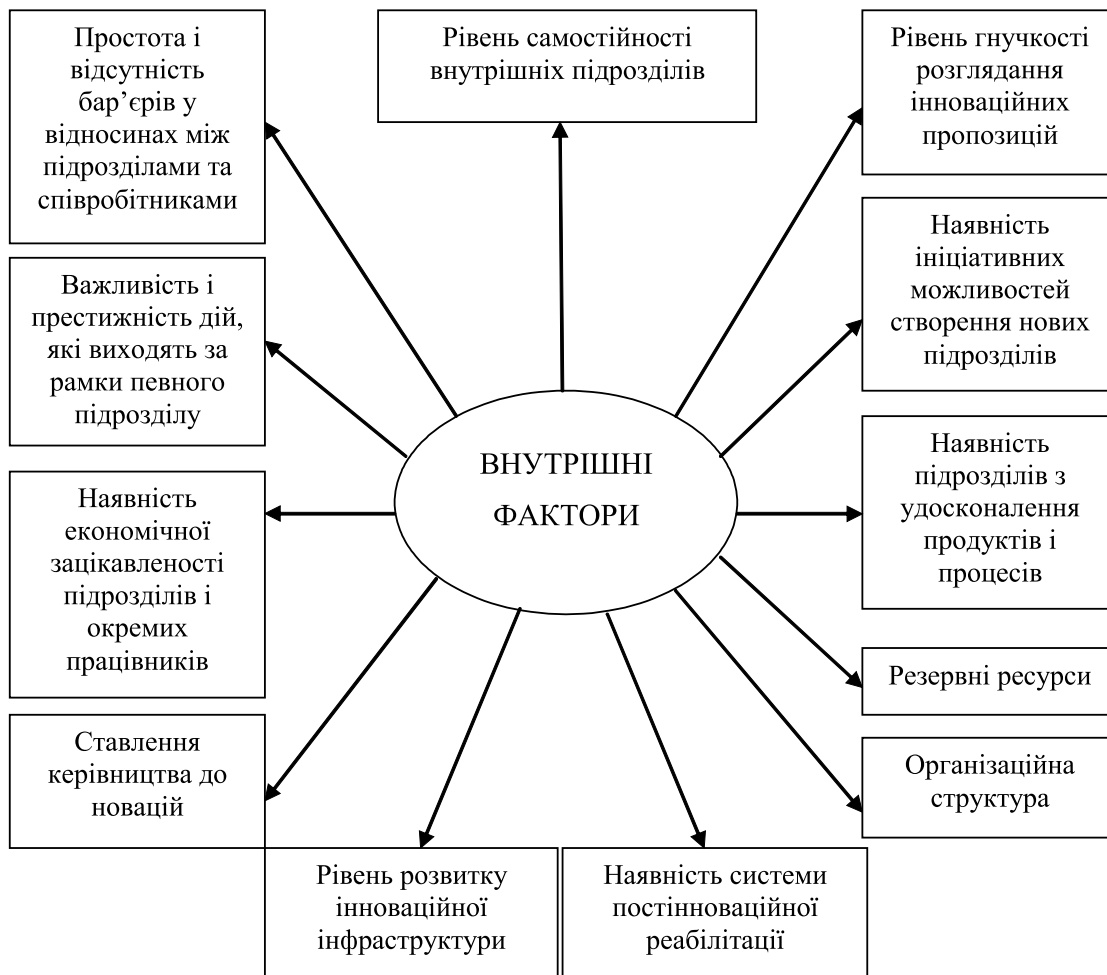 Простота і
відсутність
бар’єрів у
відносинах між
підрозділами та
співробітниками
Рівень самостійності
внутрішніх підрозділів
Рівень гнучкості
розглядання
інноваційних
пропозицій
Важливість і
престижність дій,
які виходять за
рамки певного
підрозділу
Наявність
ініціативних
можливостей
створення нових
підрозділів
ВНУТРІШНІ
ФАКТОРИ
Наявність
економічної
зацікавленості
підрозділів і
окремих
працівників
Наявність
підрозділів з
удосконалення
продуктів і
процесів
Резервні ресурси
Ставлення
керівництва до
новацій
Організаційна
структура
Рівень розвитку
інноваційної
інфраструктури
Наявність системи
постінноваційної
реабілітації